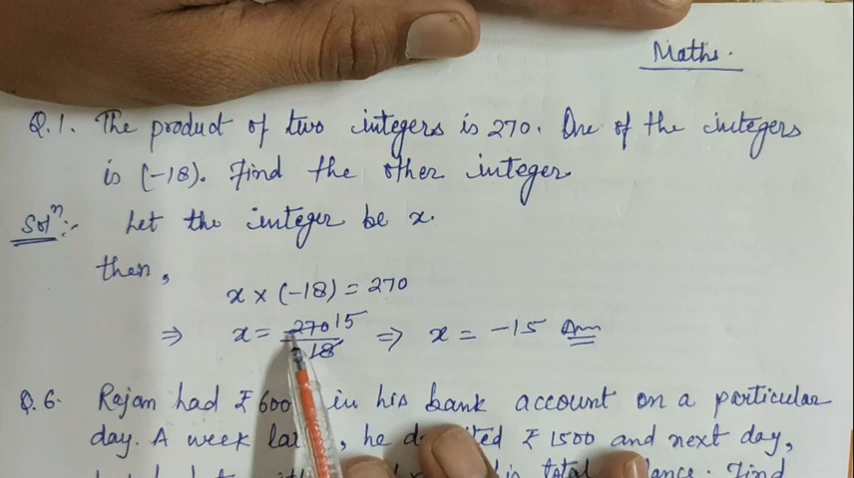 Maths.
Q.1. The product of two integers is 270. One of the integers
is (-18). Find the other integer.
Solⁿ:- Let the integer be x.
then,
x × (-18) = 270
⇒ x = 270 15 / 18 ⇒ x = -15 Ans
Q.6. Rajan had ₹ 600 in his bank account on a particular
day. A week he ₹ 1500 and next day,
total Find